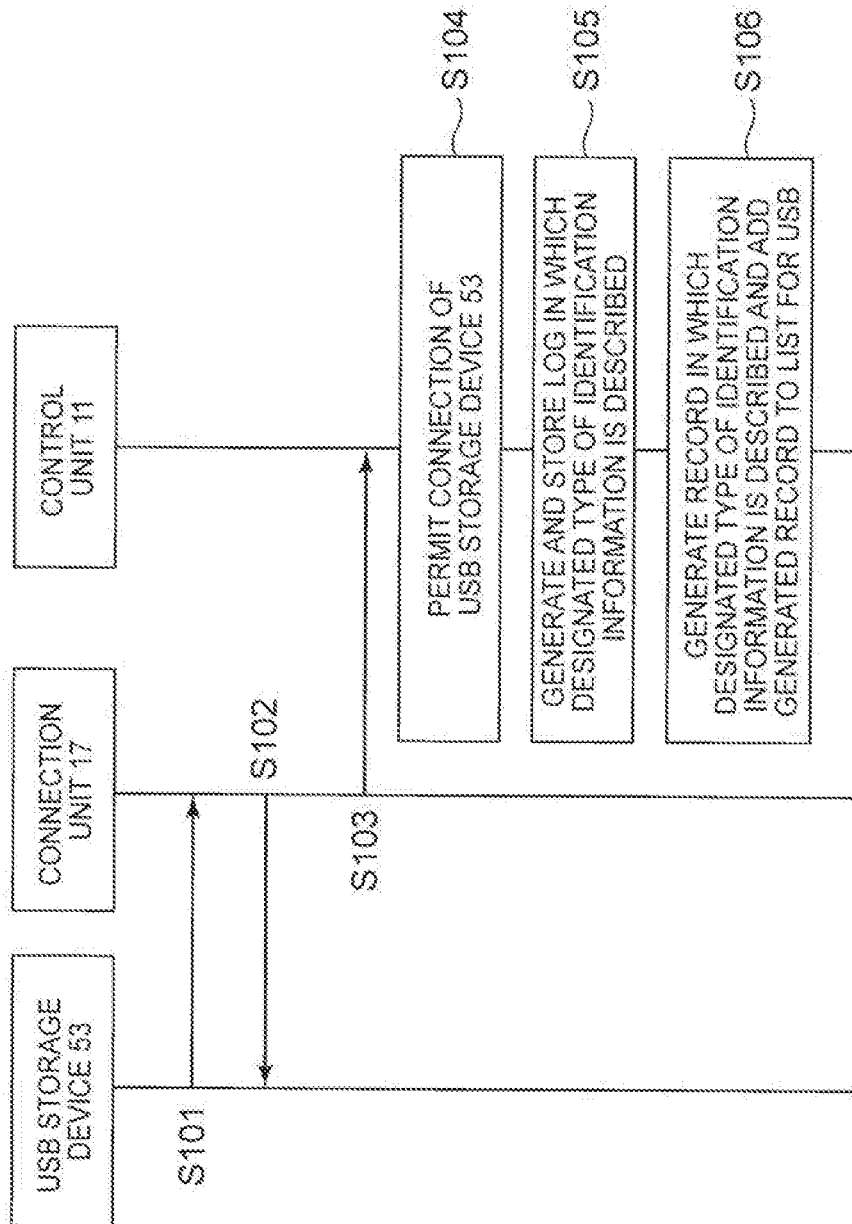 USB STORAGE
DEVICE 53
CONNECTION
UNIT 17
CONTROL
UNIT 11
S101
S102
S103
PERMIT CONNECTION OF
USB STORAGE DEVICE 53
S104
GENERATE AND STORE LOG IN WHICH
DESIGNATED TYPE OF IDENTIFICATION
INFORMATION IS DESCRIBED
S105
GENERATE RECORD IN WHICH
DESIGNATED TYPE OF IDENTIFICATION
INFORMATION IS DESCRIBED AND ADD
GENERATED RECORD TO LIST FOR USB
S106